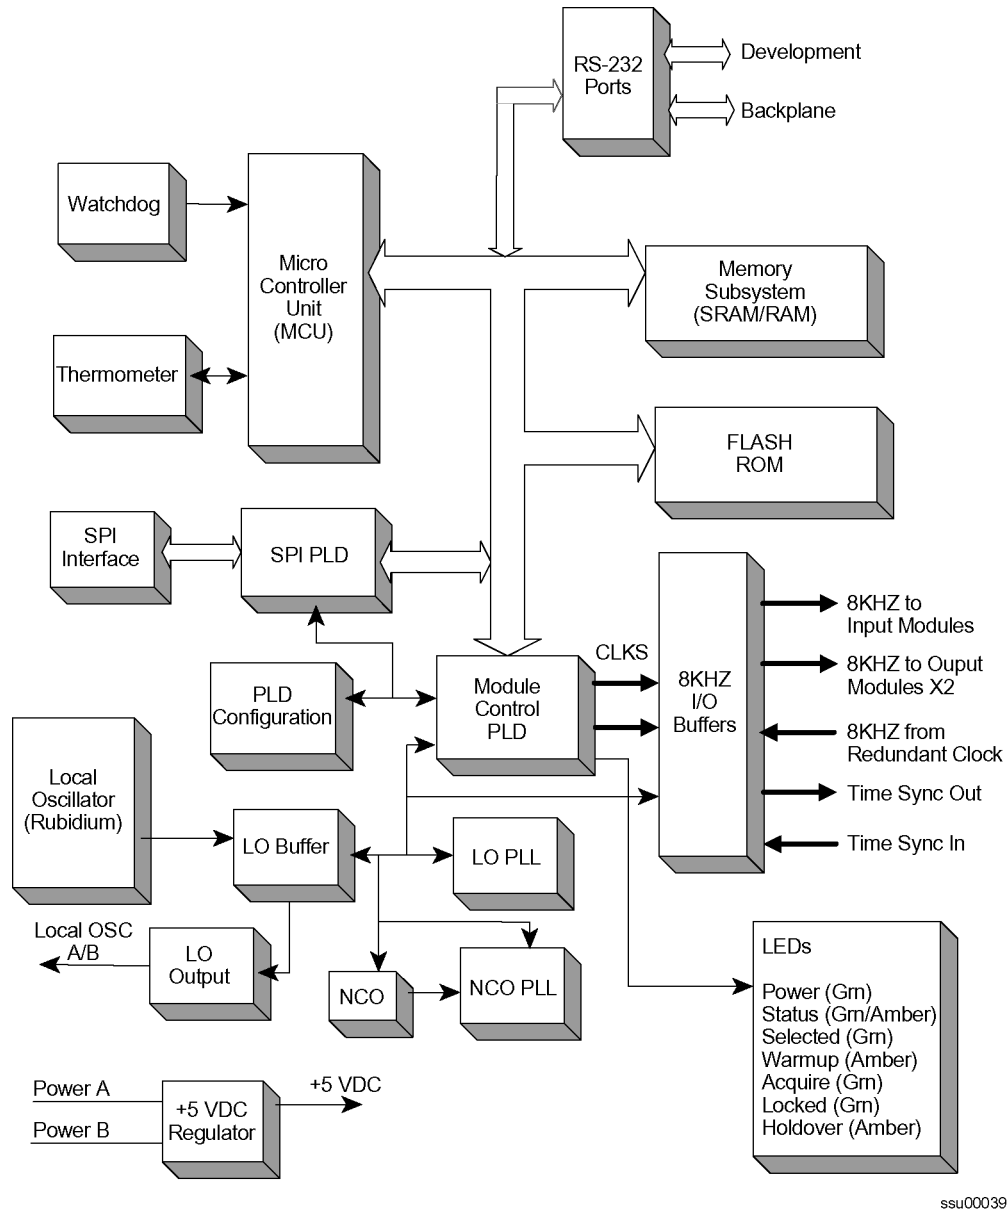 RS-232
Ports
Development
Backplane
Watchdog
Micro
Controller
Unit
(MCU)
Memory
Subsystem
(SRAM/RAM)
Thermometer
FLASH
ROM
SPI
Interface
SPI PLD
8KHZ
I/O
Buffers
8KHZ to
Input Modules
8KHZ to Ouput
Modules X2
8KHZ from
Redundant Clock
Time Sync Out
Time Sync In
CLKS
PLD
Configuration
Module
Control
PLD
Local
Oscillator
(Rubidium)
LO Buffer
LO PLL
Local OSC
A/B
LO
Output
NCO
NCO PLL
LEDs
Power (Grn)
Status (Grn/Amber)
Selected (Grn)
Warmup (Amber)
Acquire (Grn)
Locked (Grn)
Holdover (Amber)
Power A
Power B
+5 VDC
Regulator
+5 VDC
ssu00039